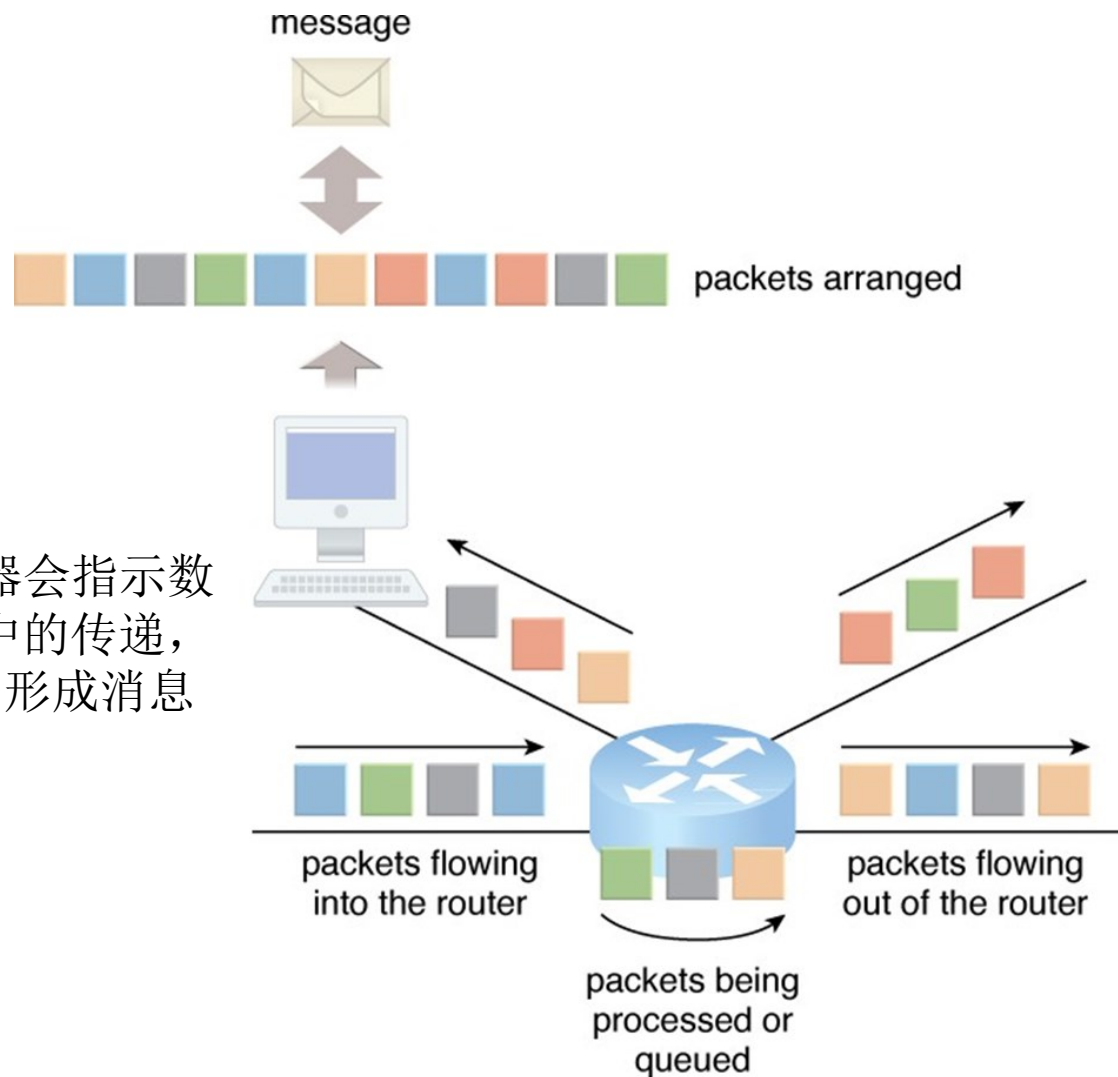 message
packets arranged
器会指示数
中的传递，
形成消息
packets flowing
into the router
packets flowing
out of the router
packets being
processed or
queued